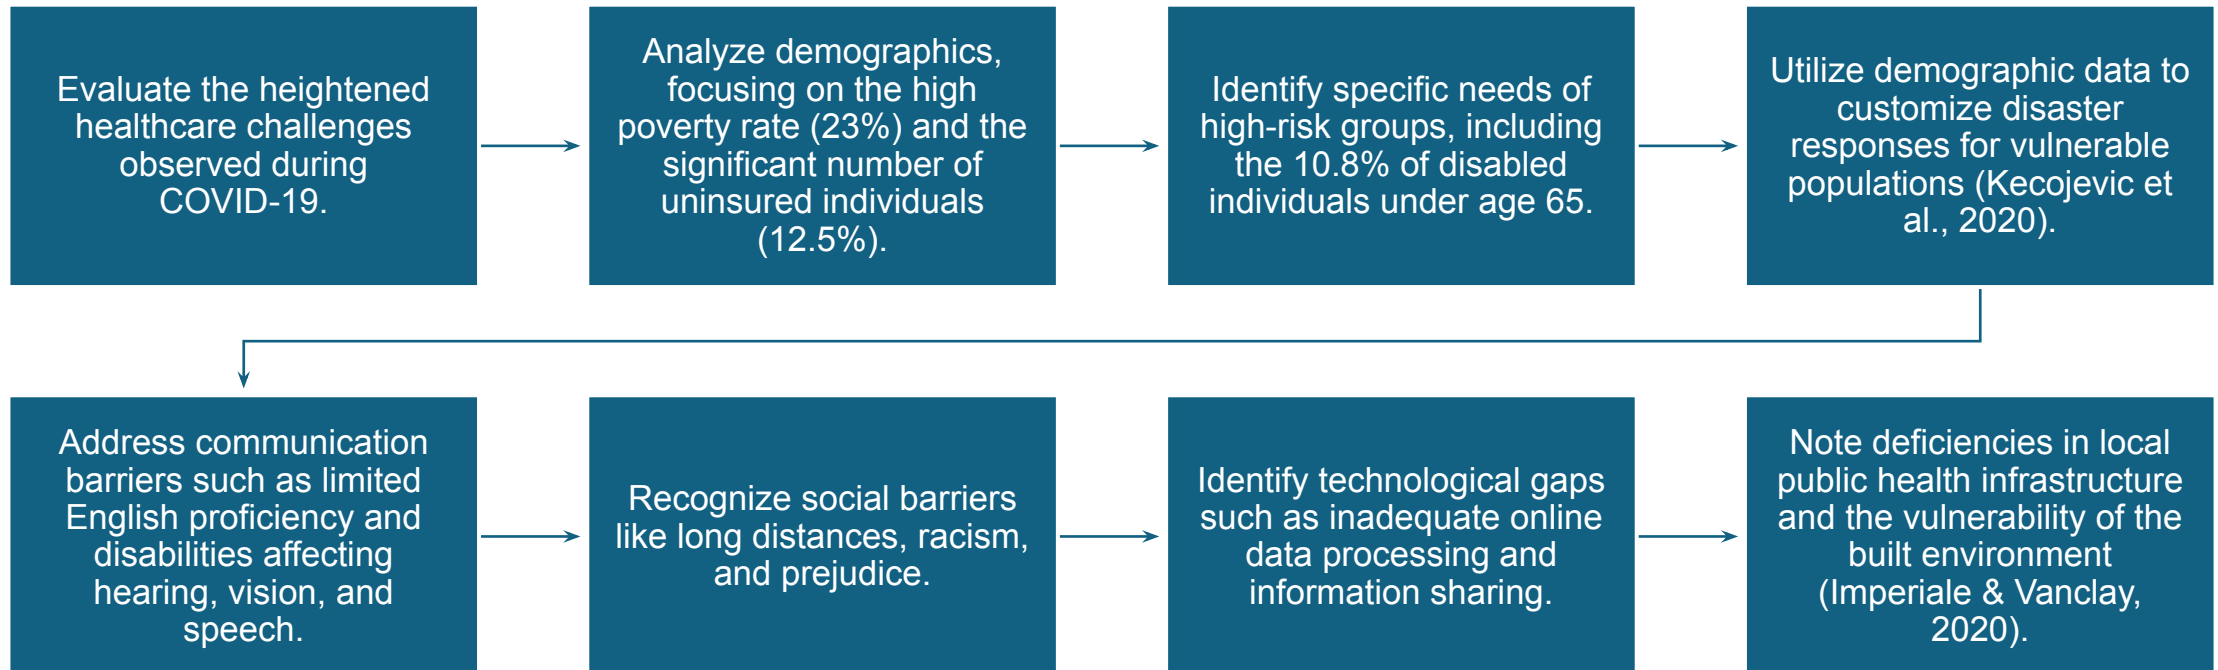 Evaluate the heightened
healthcare challenges
observed during
COVID-19.
Analyze demographics,
focusing on the high
poverty rate (23%) and the
significant number of
uninsured individuals
(12.5%).
Identify specific needs of
high-risk groups, including
the 10.8% of disabled
individuals under age 65.
Utilize demographic data to
customize disaster
responses for vulnerable
populations (Kecojevic et
al., 2020).
Address communication
barriers such as limited
English proficiency and
disabilities affecting
hearing, vision, and
speech.
Recognize social barriers
like long distances, racism,
and prejudice.
Identify technological gaps
such as inadequate online
data processing and
information sharing.
Note deficiencies in local
public health infrastructure
and the vulnerability of the
built environment
(Imperiale & Vanclay,
2020).